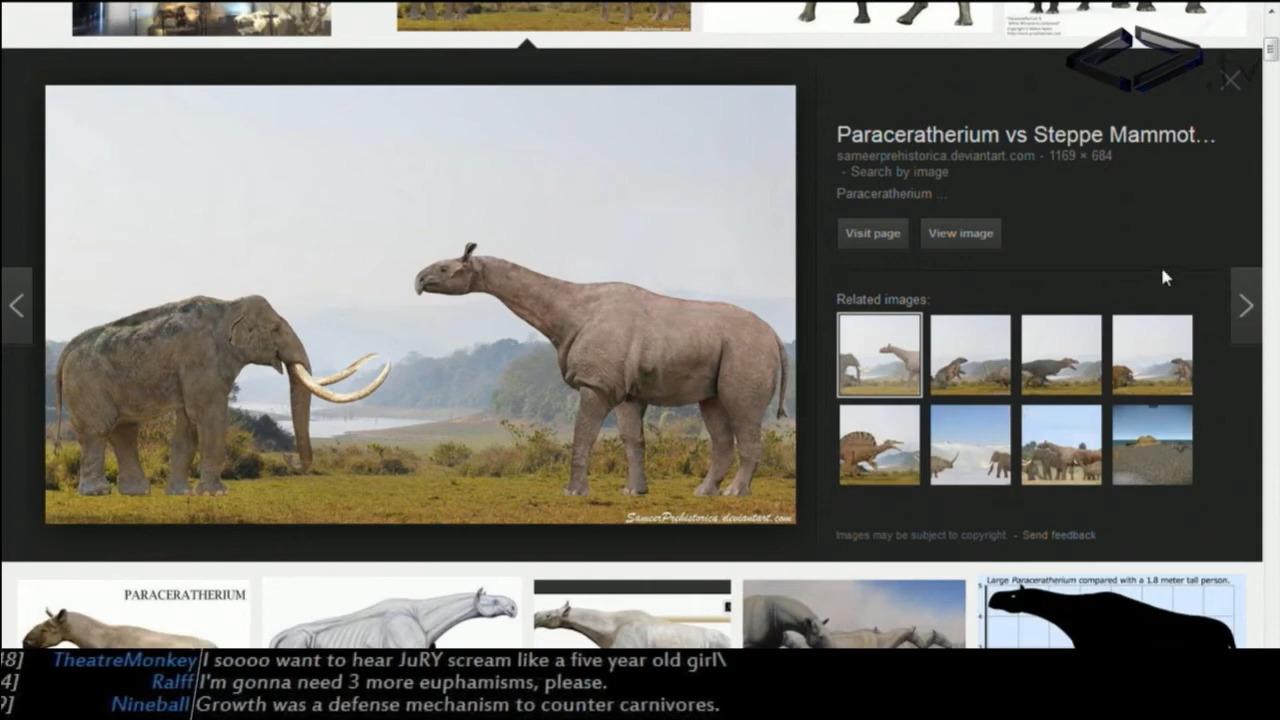 Paraceratherium vs Steppe Mammot...
sameerprehistorica.deviantart.com - 1169 × 684
- Search by image
Paraceratherium ...
Visit page
View image
Related images:
SameerPrehistorica.deviantart.com
Images may be subject to copyright. - Send feedback
PARACERATHERIUM
Large Paraceratherium compared with a 1.8 meter tall person.
48] TheatreMonkey I soooo want to hear JuRY scream like a five year old girl\
4] Ralff I'm gonna need 3 more euphamisms, please.
?] Nineball Growth was a defense mechanism to counter carnivores.